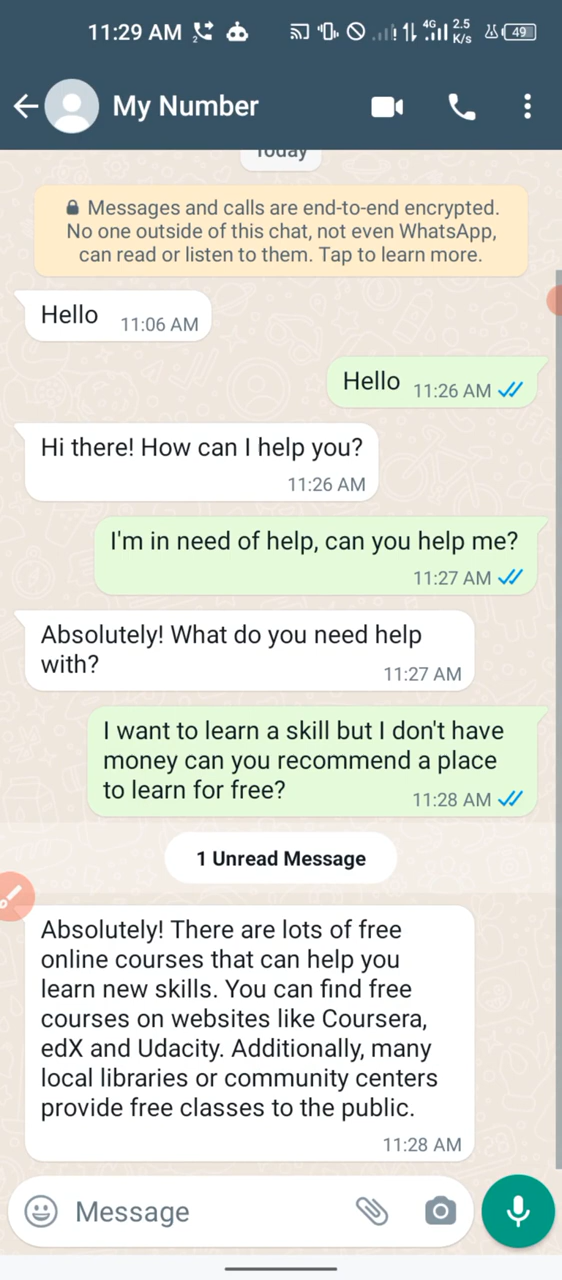 11:29 AM 2 4G 2.5 K/s 49
My Number
Today
Messages and calls are end-to-end encrypted.
No one outside of this chat, not even WhatsApp,
can read or listen to them. Tap to learn more.
Hello 11:06 AM
Hello 11:26 AM
Hi there! How can I help you?
11:26 AM
I'm in need of help, can you help me?
11:27 AM
Absolutely! What do you need help
with? 11:27 AM
I want to learn a skill but I don't have
money can you recommend a place
to learn for free? 11:28 AM
1 Unread Message
Absolutely! There are lots of free
online courses that can help you
learn new skills. You can find free
courses on websites like Coursera,
edX and Udacity. Additionally, many
local libraries or community centers
provide free classes to the public.
11:28 AM
Message